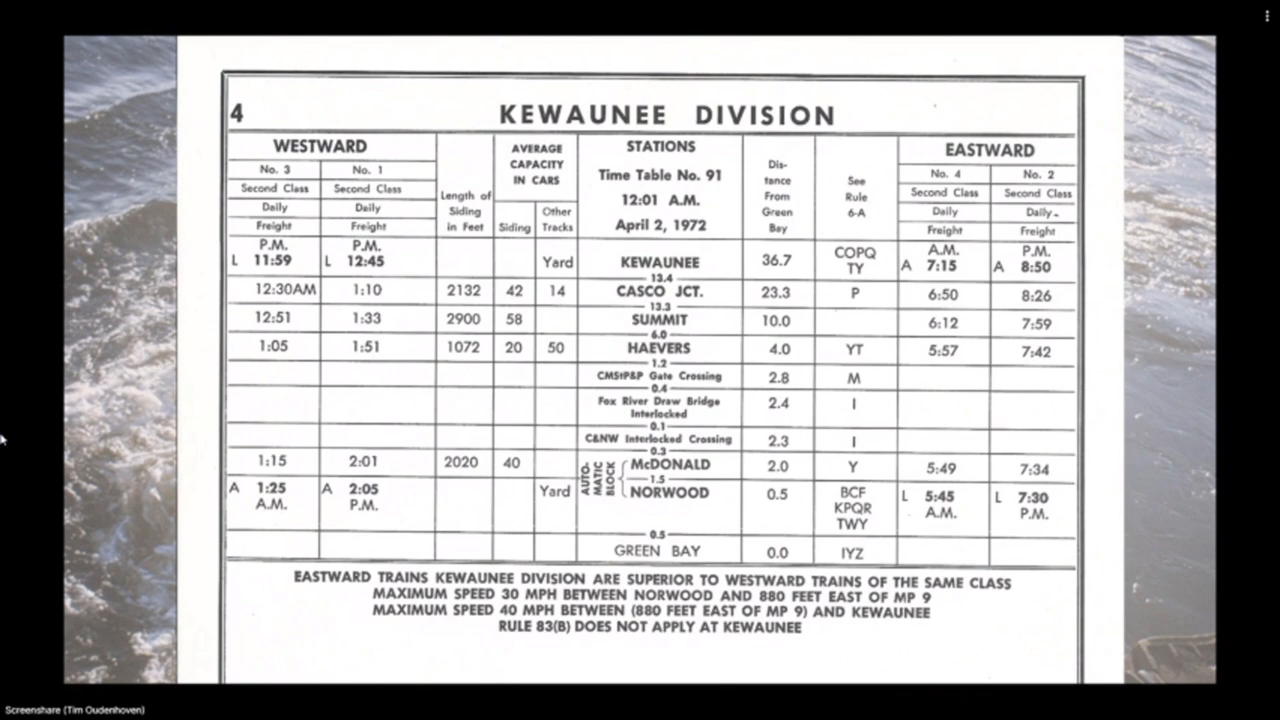 4 KEWAUNEE DIVISION
WESTWARD AVERAGE CAPACITY IN CARS STATIONS EASTWARD
No. 3 No. 1 Length of Siding in Feet Siding Other Tracks Time Table No. 91 Dis-tance From Green Bay See Rule 6-A No. 4 No. 2
Second Class Second Class 12:01 A.M. Second Class Second Class
Daily Daily April 2, 1972 Daily Daily
Freight Freight Freight Freight
P.M. P.M. A.M. P.M.
L 11:59 L 12:45 Yard KEWAUNEE 36.7 COPQ TY A 7:15 A 8:50
13.4
12:30AM 1:10 2132 42 14 CASCO JCT. 23.3 P 6:50 8:26
13.3
12:51 1:33 2900 58 SUMMIT 10.0 6:12 7:59
6.0
1:05 1:51 1072 20 50 HAEVERS 4.0 YT 5:57 7:42
1.2
CMStP&P Gate Crossing 2.8 M
0.4
Fox River Draw Bridge Interlocked 2.4 I
0.1
C&NW Interlocked Crossing 2.3 I
0.3
1:15 2:01 2020 40 AUTO-MATIC BLOCK McDONALD 2.0 Y 5:49 7:34
1.5
A 1:25 A.M. A 2:05 P.M. Yard NORWOOD 0.5 BCF KPQR TWY L 5:45 A.M. L 7:30 P.M.
0.5
GREEN BAY 0.0 IYZ
EASTWARD TRAINS KEWAUNEE DIVISION ARE SUPERIOR TO WESTWARD TRAINS OF THE SAME CLASS
MAXIMUM SPEED 30 MPH BETWEEN NORWOOD AND 880 FEET EAST OF MP 9
MAXIMUM SPEED 40 MPH BETWEEN (880 FEET EAST OF MP 9) AND KEWAUNEE
RULE 83(B) DOES NOT APPLY AT KEWAUNEE
Screenshare (Tim Oudenhoven)